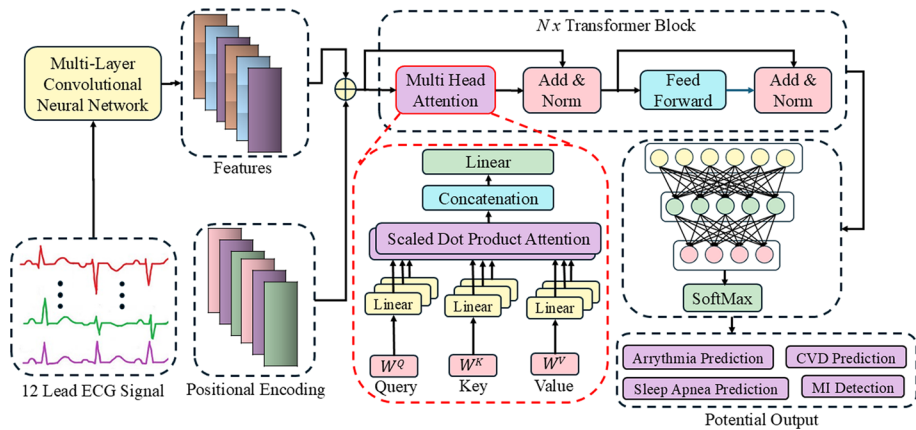 Multi-Layer
Convolutional
Neural Network
Features
N x Transformer Block
Multi Head
Attention
Add &
Norm
Feed
Forward
Add &
Norm
Linear
Concatenation
Scaled Dot Product Attention
Linear
Linear
Linear
W^Q
W^K
W^V
Query
Key
Value
12 Lead ECG Signal
Positional Encoding
SoftMax
Arrythmia Prediction
CVD Prediction
Sleep Apnea Prediction
MI Detection
Potential Output